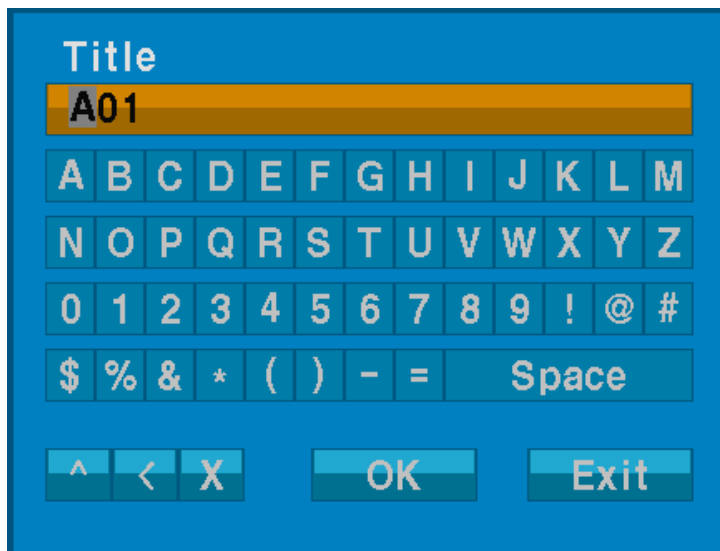 Title
A01
A B C D E F G H I J K L M
N O P Q R S T U V W X Y Z
0 1 2 3 4 5 6 7 8 9 ! @ #
$ % & * ( ) - = Space
^ < X OK Exit